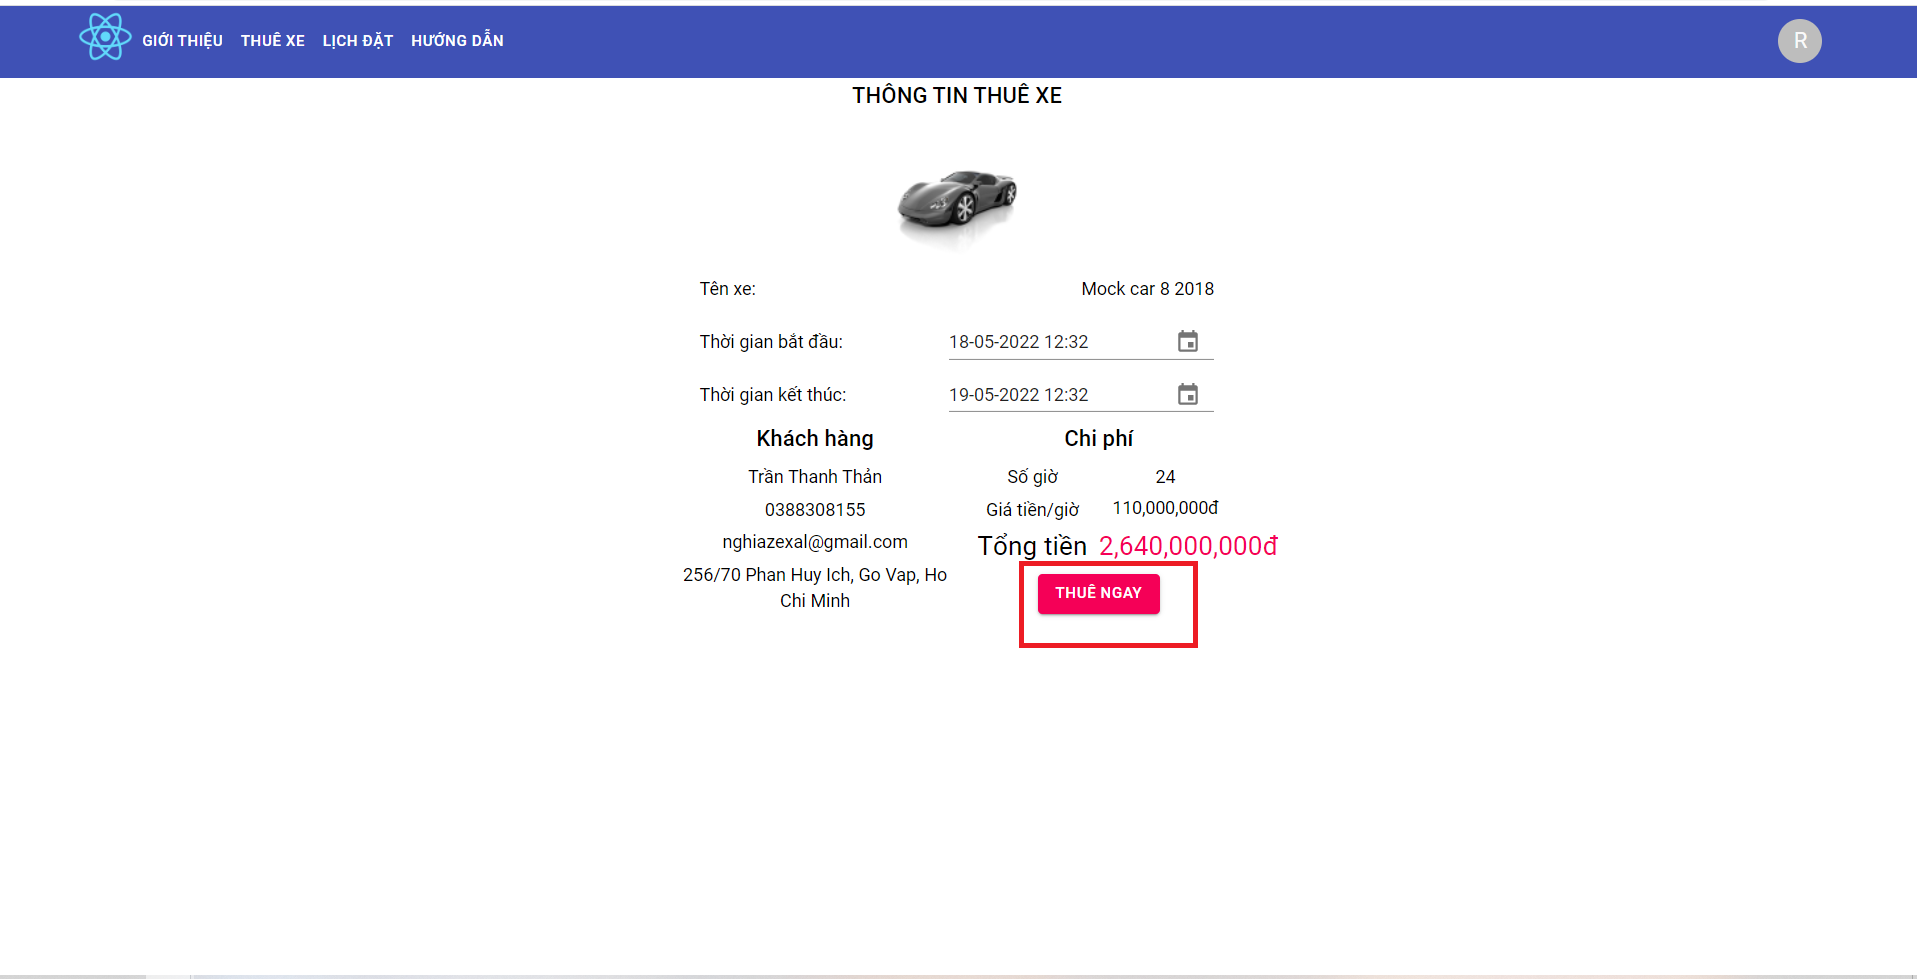 GIỚI THIỆU THUÊ XE LỊCH ĐẶT HƯỚNG DẪN R
THÔNG TIN THUÊ XE
Tên xe: Mock car 8 2018
Thời gian bắt đầu: 18-05-2022 12:32
Thời gian kết thúc: 19-05-2022 12:32
Khách hàng
Trần Thanh Thản
0388308155
nghiazexal@gmail.com
256/70 Phan Huy Ich, Go Vap, Ho
Chi Minh
Chi phí
Số giờ 24
Giá tiền/giờ 110,000,000đ
Tổng tiền 2,640,000,000đ
THUÊ NGAY